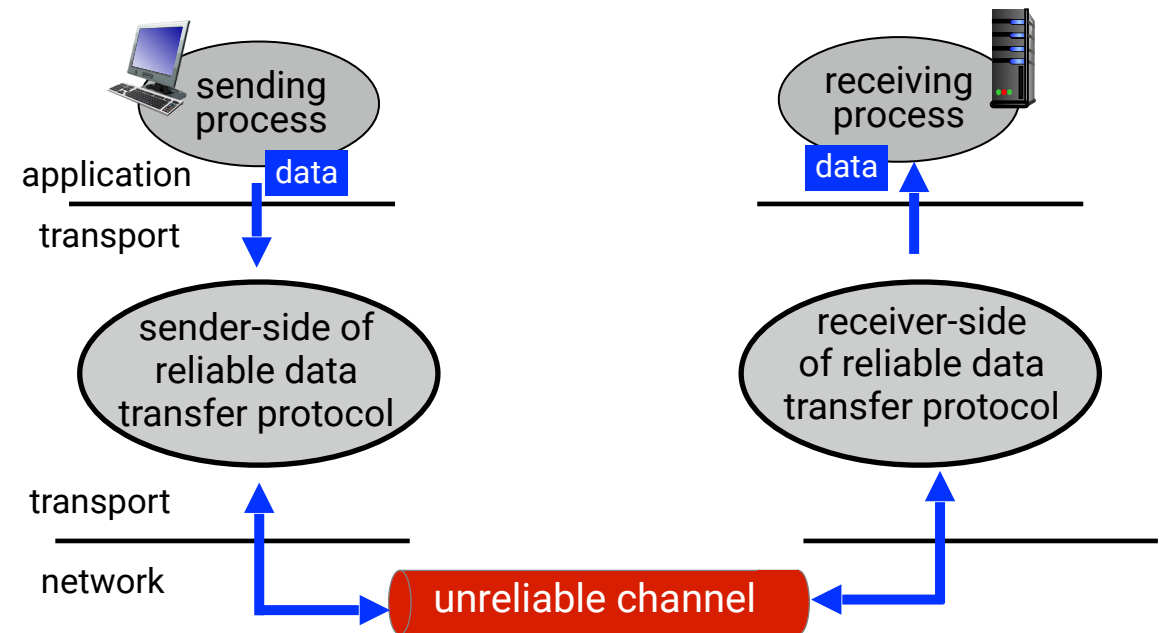 sending
process
data
application
transport
receiving
process
data
sender-side of
reliable data
transfer protocol
receiver-side
of reliable data
transfer protocol
transport
network
unreliable channel